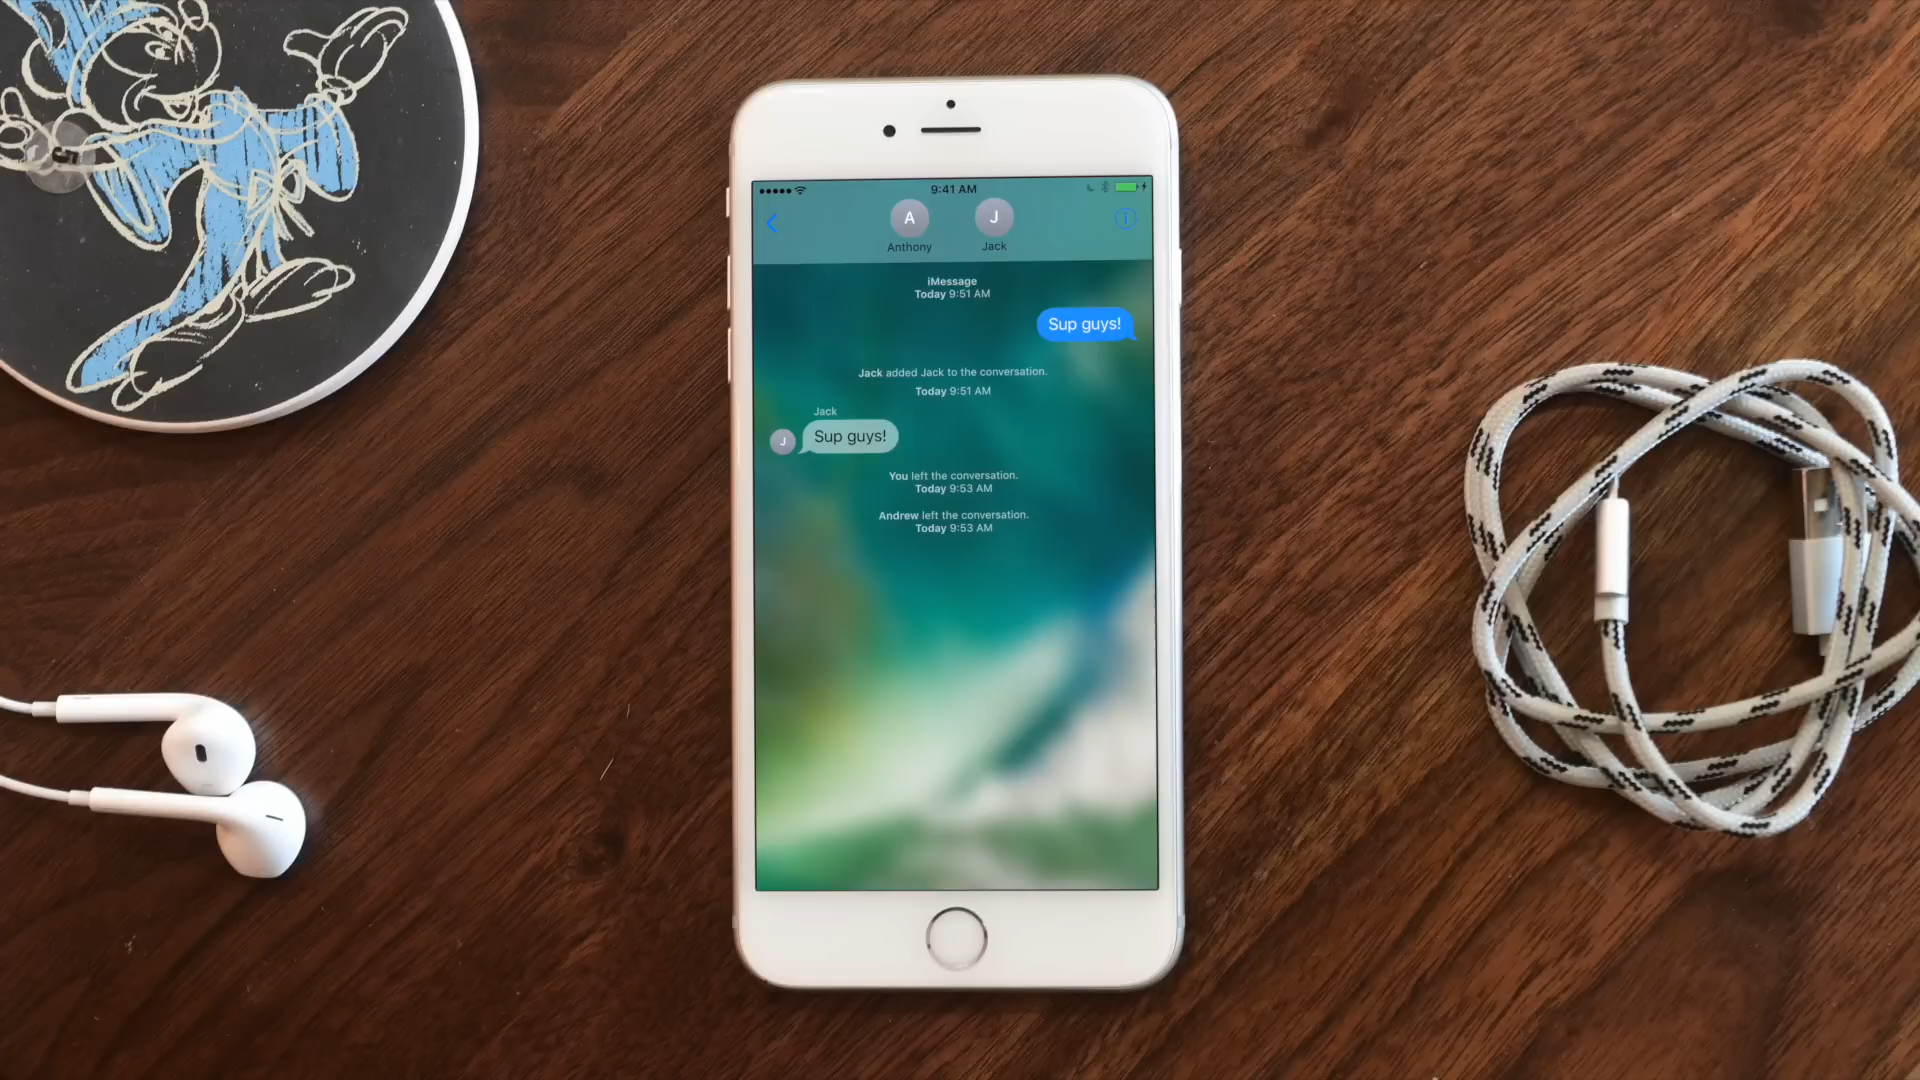 9:41 AM
A J
Anthony Jack
iMessage
Today 9:51 AM
Sup guys!
Jack added Jack to the conversation.
Today 9:51 AM
Jack
J Sup guys!
You left the conversation.
Today 9:53 AM
Andrew left the conversation.
Today 9:53 AM